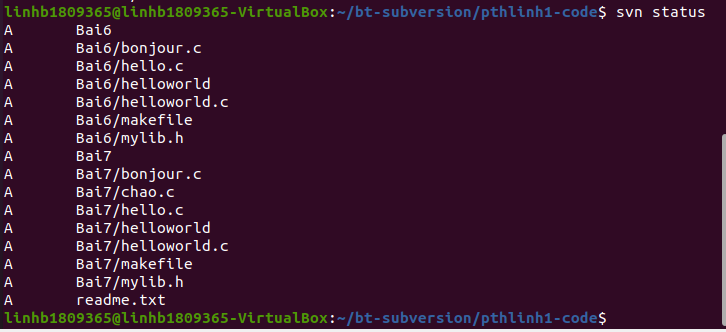 linhb1809365@linhb1809365-VirtualBox:~/bt-subversion/pthlinh1-code$ svn status
A       Bai6
A       Bai6/bonjour.c
A       Bai6/hello.c
A       Bai6/helloworld
A       Bai6/helloworld.c
A       Bai6/makefile
A       Bai6/mylib.h
A       Bai7
A       Bai7/bonjour.c
A       Bai7/chao.c
A       Bai7/hello.c
A       Bai7/helloworld
A       Bai7/helloworld.c
A       Bai7/makefile
A       Bai7/mylib.h
A       readme.txt
linhb1809365@linhb1809365-VirtualBox:~/bt-subversion/pthlinh1-code$